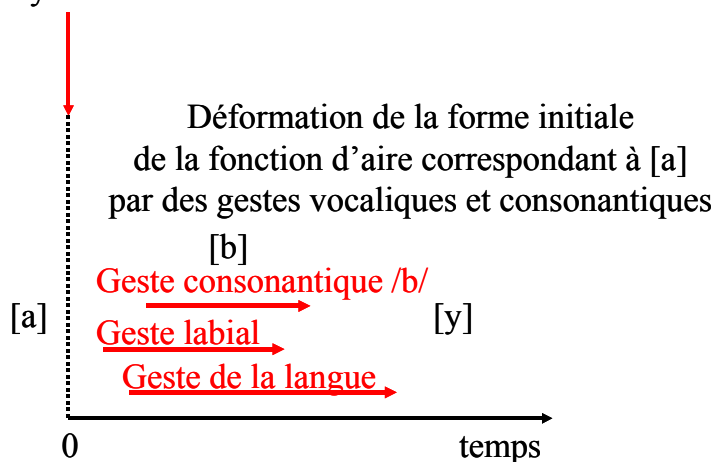 Déformation de la forme initiale
de la fonction d’aire correspondant à [a]
par des gestes vocaliques et consonantiques
[b]
Geste consonantique /b/
[a]
[y]
Geste labial
Geste de la langue
0
temps